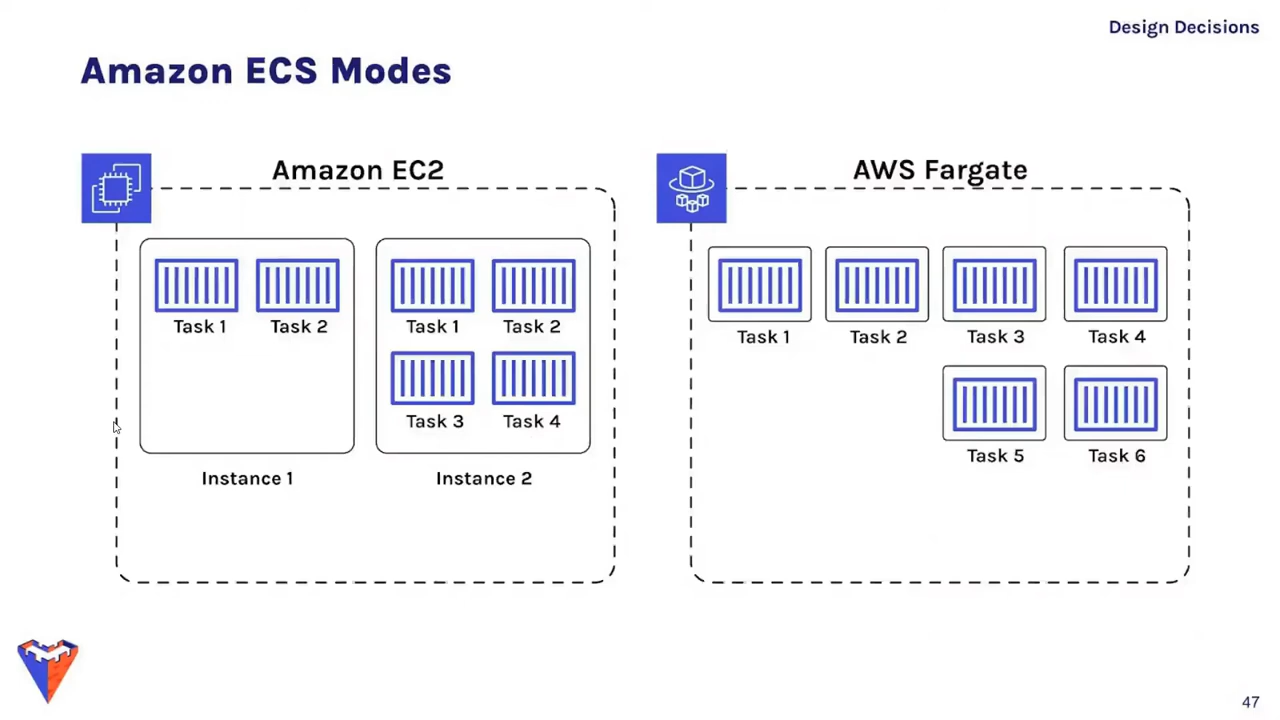 Design Decisions
Amazon ECS Modes
Amazon EC2
Task 1 Task 2
Task 1 Task 2
Task 3 Task 4
Instance 1
Instance 2
AWS Fargate
Task 1 Task 2 Task 3 Task 4
Task 5 Task 6
47